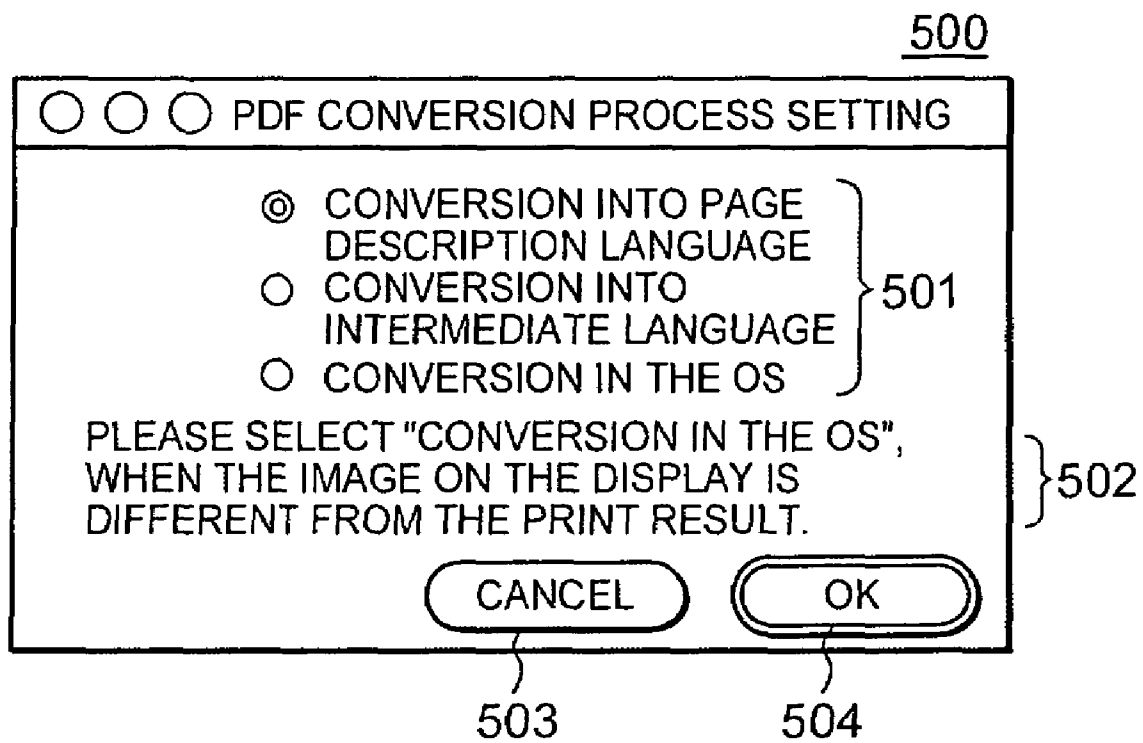 500
PDF CONVERSION PROCESS SETTING
CONVERSION INTO PAGE
DESCRIPTION LANGUAGE
CONVERSION INTO
INTERMEDIATE LANGUAGE
501
CONVERSION IN THE OS
PLEASE SELECT "CONVERSION IN THE OS",
WHEN THE IMAGE ON THE DISPLAY IS
DIFFERENT FROM THE PRINT RESULT.
502
CANCEL
OK
503
504